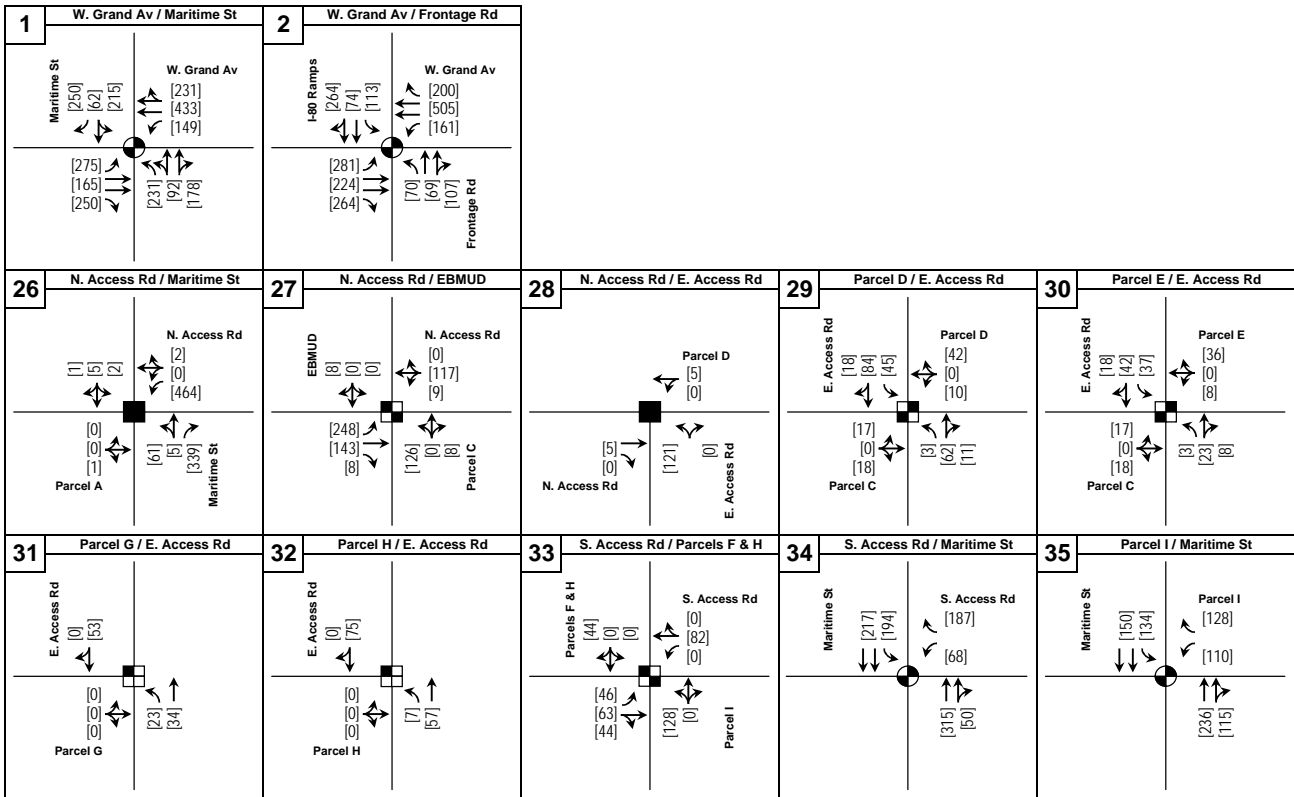 1
W. Grand Av / Maritime St
Maritime St
[250] [62] [215]
W. Grand Av
[231]
[433]
[149]
[275]
[165]
[250]
[231] [92] [178]
2
W. Grand Av / Frontage Rd
I-80 Ramps
[264] [74] [113]
W. Grand Av
[200]
[505]
[161]
[281]
[224]
[264]
[70] [69] [107]
Frontage Rd
26
N. Access Rd / Maritime St
[1] [5] [2]
N. Access Rd
[2]
[0]
[464]
[0]
[0]
[1]
Parcel A
[61] [5] [339]
Maritime St
27
N. Access Rd / EBMUD
EBMUD
[8] [0] [0]
N. Access Rd
[0]
[117]
[9]
[248]
[143]
[8]
[126] [0] [8]
Parcel C
28
N. Access Rd / E. Access Rd
Parcel D
[5]
[0]
[5]
[0]
N. Access Rd
[121] [0]
E. Access Rd
29
Parcel D / E. Access Rd
E. Access Rd
[18] [84] [45]
Parcel D
[42]
[0]
[10]
[17]
[0]
[18]
Parcel C
[3] [62] [11]
30
Parcel E / E. Access Rd
E. Access Rd
[18] [42] [37]
Parcel E
[36]
[0]
[8]
[17]
[0]
[18]
Parcel C
[3] [23] [8]
31
Parcel G / E. Access Rd
E. Access Rd
[0] [53]
[0]
[0]
[0]
Parcel G
[23] [34]
32
Parcel H / E. Access Rd
E. Access Rd
[0] [75]
[0]
[0]
[0]
Parcel H
[7] [57]
33
S. Access Rd / Parcels F & H
Parcels F & H
[44] [0] [0]
S. Access Rd
[0]
[82]
[0]
[46]
[63]
[44]
[128] [0]
Parcel I
34
S. Access Rd / Maritime St
Maritime St
[217] [194]
S. Access Rd
[187]
[68]
[315] [50]
35
Parcel I / Maritime St
Maritime St
[150] [134]
Parcel I
[128]
[110]
[236] [115]